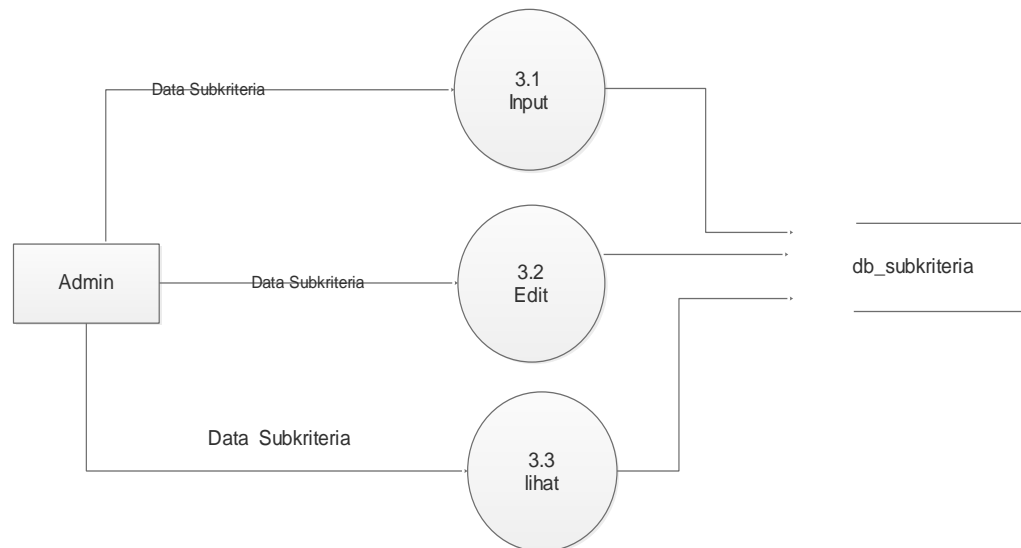 Data Subkriteria
3.1
Input
Admin
Data Subkriteria
3.2
Edit
db_subkriteria
Data Subkriteria
3.3
lihat